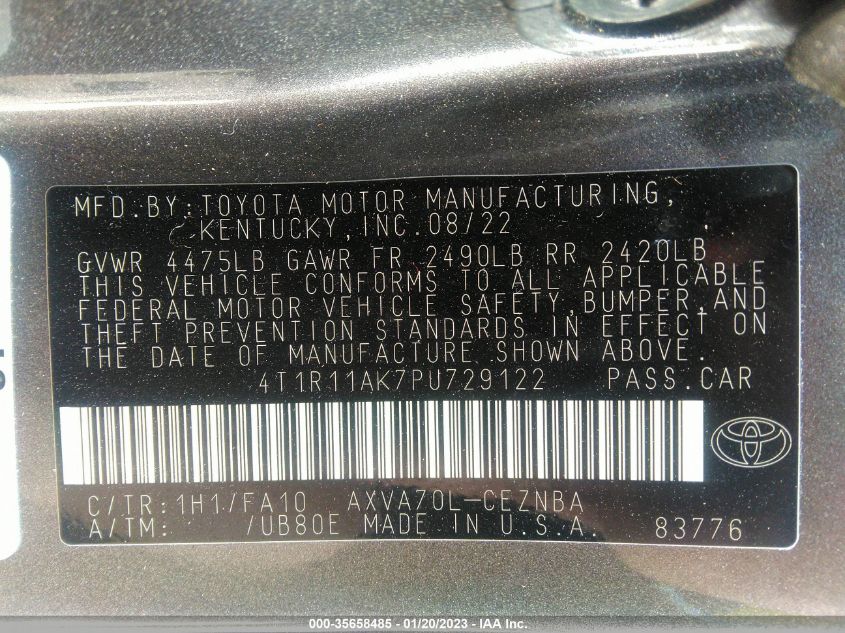 MFD.BY:TOYOTA MOTOR MANUFACTURING,
KENTUCKY,INC.08/22
GVWR 4475LB GAWR FR 2490LB RR 2420LB
THIS VEHICLE CONFORMS TO ALL APPLICABLE
FEDERAL MOTOR VEHICLE SAFETY,BUMPER,AND
THEFT PREVENTION STANDARDS IN EFFECT ON
THE DATE OF MANUFACTURE SHOWN ABOVE.
4T1R11AK7PU729122 PASS.CAR
C/TR:1H1/FA10 AXVA70L-CEZNBA
A/TM: /UB80E MADE IN U.S.A. 83776
000-35658485 - 01/20/2023 - IAA Inc.